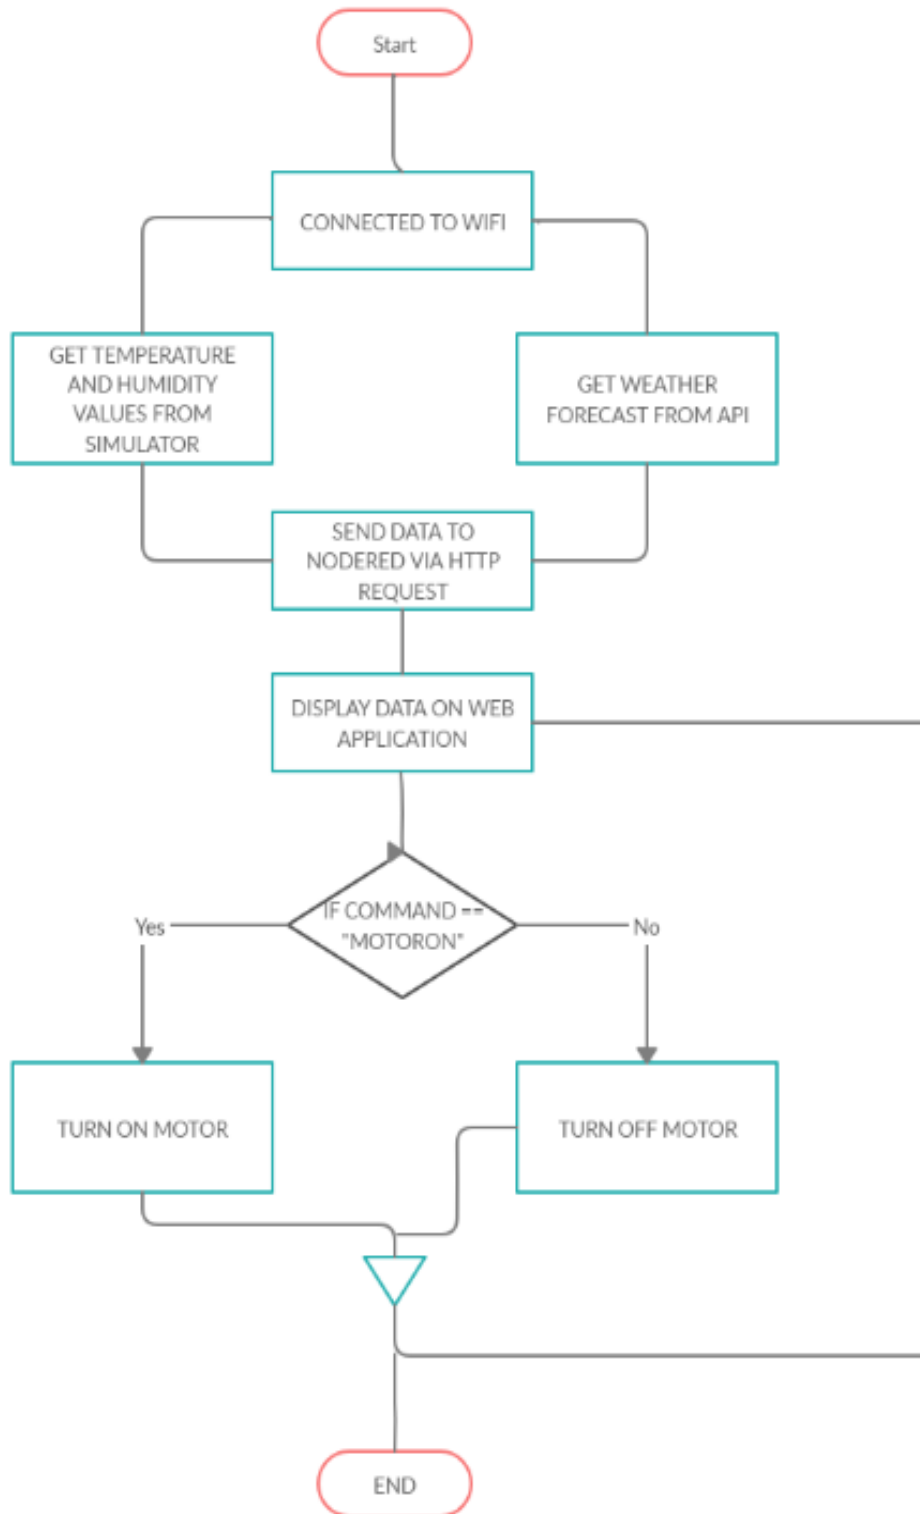 Start
CONNECTED TO WIFI
GET TEMPERATURE
AND HUMIDITY
VALUES FROM
SIMULATOR
GET WEATHER
FORECAST FROM API
SEND DATA TO
NODERED VIA HTTP
REQUEST
DISPLAY DATA ON WEB
APPLICATION
IF COMMAND ==
"MOTORON"
Yes
No
TURN ON MOTOR
TURN OFF MOTOR
END